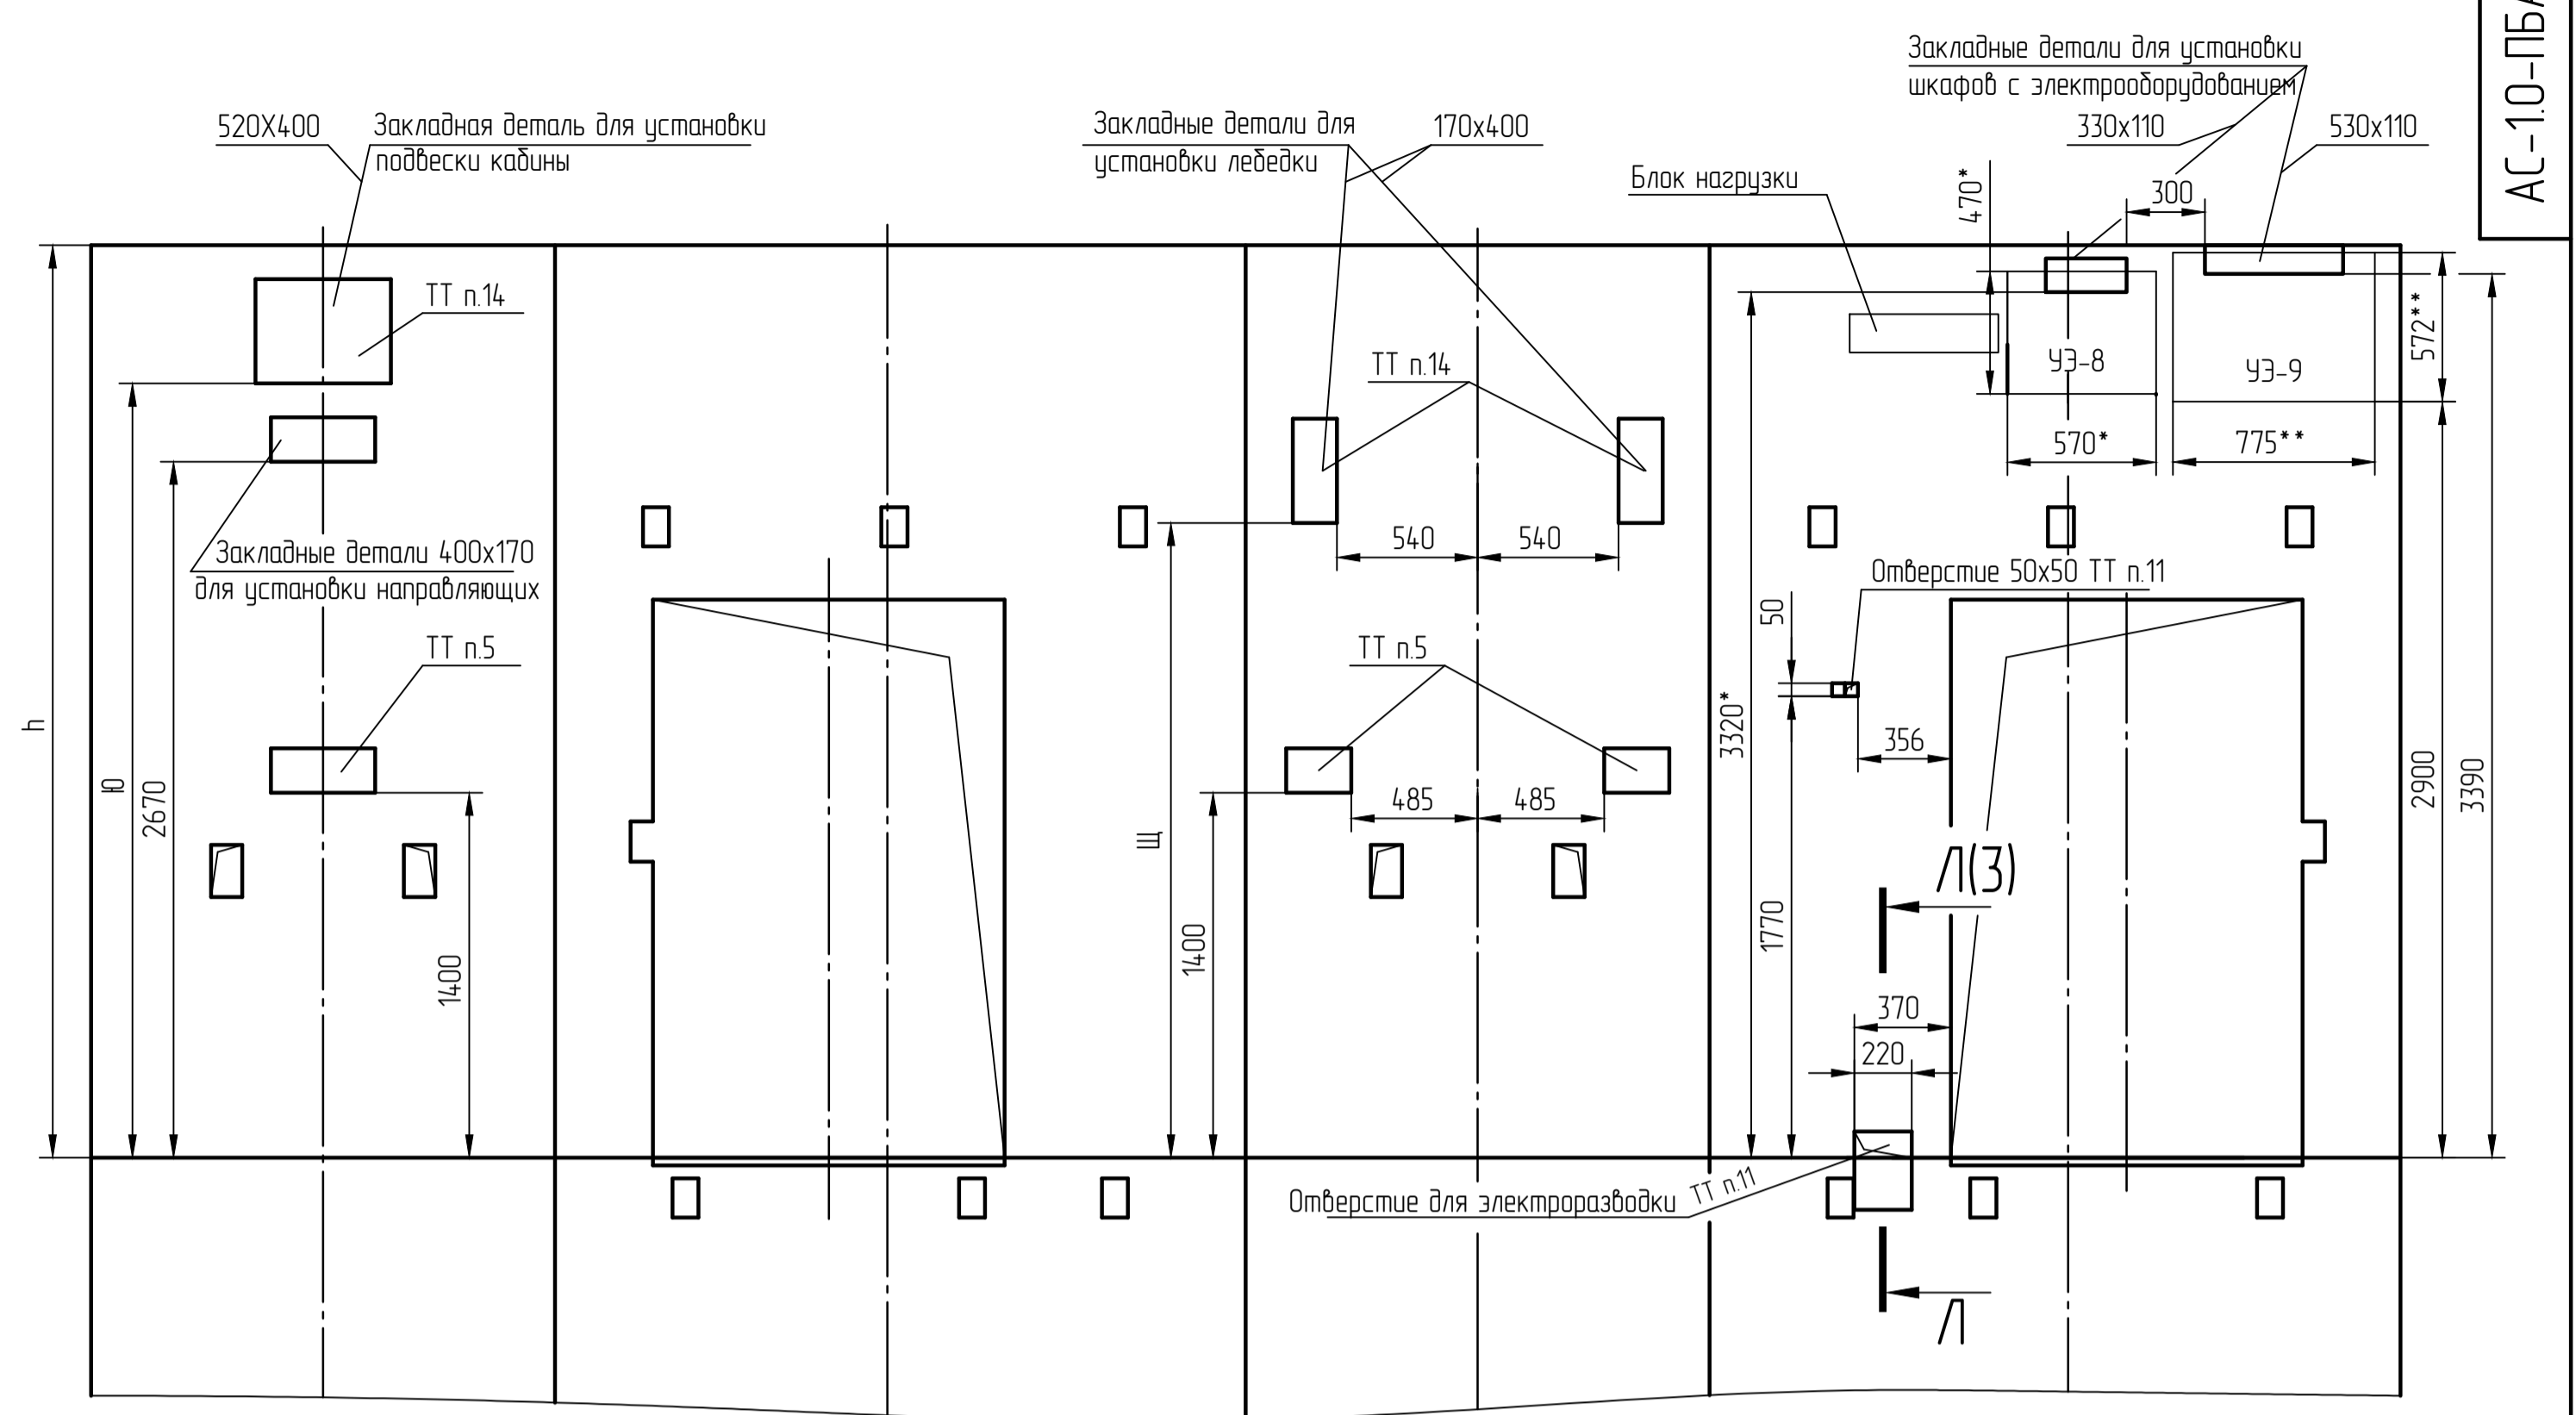 АС-1.0-ПБА
Закладные детали для установки
шкафов с электрооборудованием
520Х400
Закладная деталь для установки
подвески кабины
Закладные детали для
установки лебедки
170х400
330х110
530х110
Блок нагрузки
470*
300
ТТ п.14
ТТ п.14
УЭ-8
УЭ-9
572**
570*
775**
540
540
Закладные детали 400х170
для установки направляющих
Отверстие 50х50 ТТ п.11
50
ТТ п.5
ТТ п.5
h
Ю
2670
1400
Щ
1400
485
485
3320*
1770
356
2900
3390
Л(З)
370
220
Отверстие для электроразводки ТТ п.11
Л